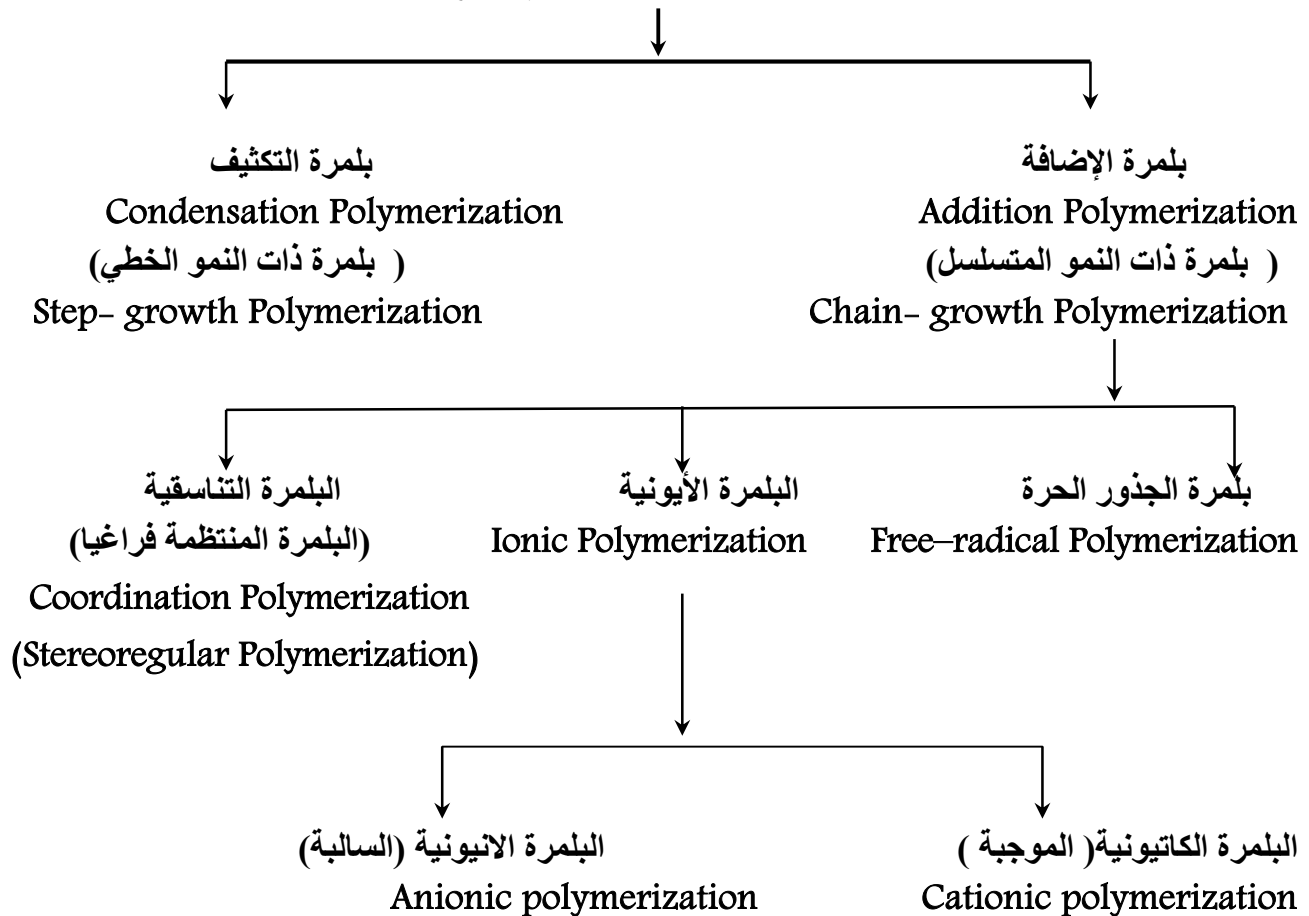 بلمرة الإضافة
Addition Polymerization
( بلمرة ذات النمو المتسلسل)
Chain- growth Polymerization
بلمرة التكثيف
Condensation Polymerization
( بلمرة ذات النمو الخطي)
Step- growth Polymerization
بلمرة الجذور الحرة
Free-radical Polymerization
البلمرة الأيونية
Ionic Polymerization
البلمرة التناسقية
(البلمرة المنتظمة فراغيا)
Coordination Polymerization
(Stereoregular Polymerization)
البلمرة الكاتيونية( الموجبة )
Cationic polymerization
البلمرة الانيونية (السالبة)
Anionic polymerization